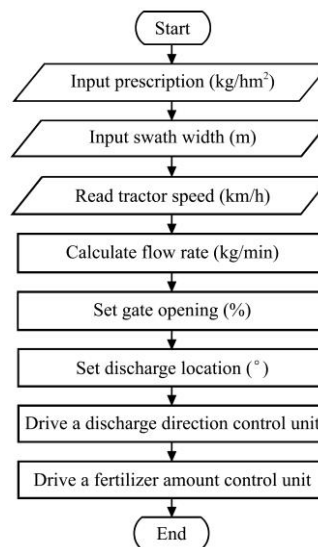 Start
Input prescription (kg/hm²)
Input swath width (m)
Read tractor speed (km/h)
Calculate flow rate (kg/min)
Set gate opening (%)
Set discharge location (°)
Drive a discharge direction control unit
Drive a fertilizer amount control unit
End